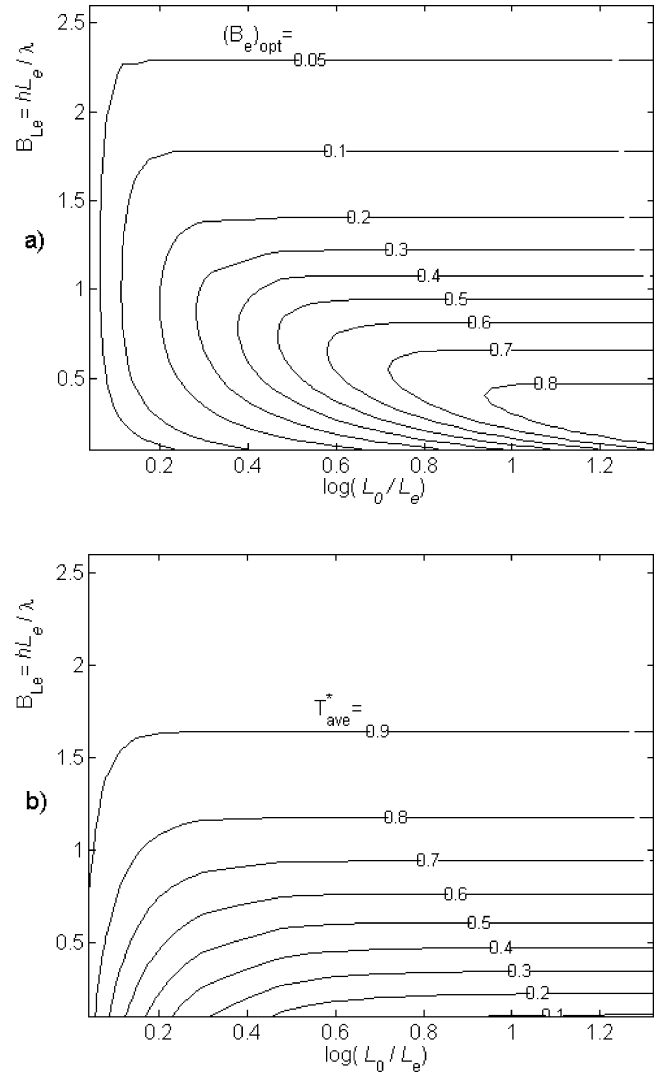 a)
B_Le = hL_e / λ
2.5
2
1.5
1
0.5
(B_e)_opt=
0.05
0.1
0.2
0.3
0.4
0.5
0.6
0.7
0.8
0.2 0.4 0.6 0.8 1 1.2
log( L_0 / L_e )
b)
B_Le = hL_e / λ
2.5
2
1.5
1
0.5
T*_ave=
0.9
0.8
0.7
0.6
0.5
0.4
0.3
0.2
0.1
0.2 0.4 0.6 0.8 1 1.2
log( L_0 / L_e )